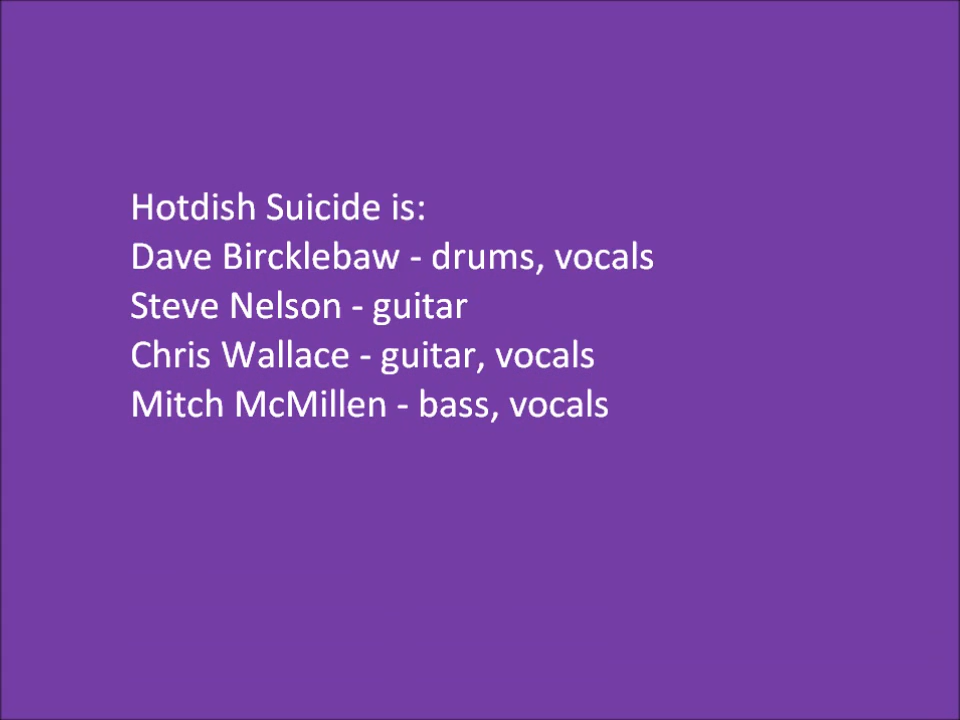 Hotdish Suicide is:
Dave Bircklebaw - drums, vocals
Steve Nelson - guitar
Chris Wallace - guitar, vocals
Mitch McMillen - bass, vocals